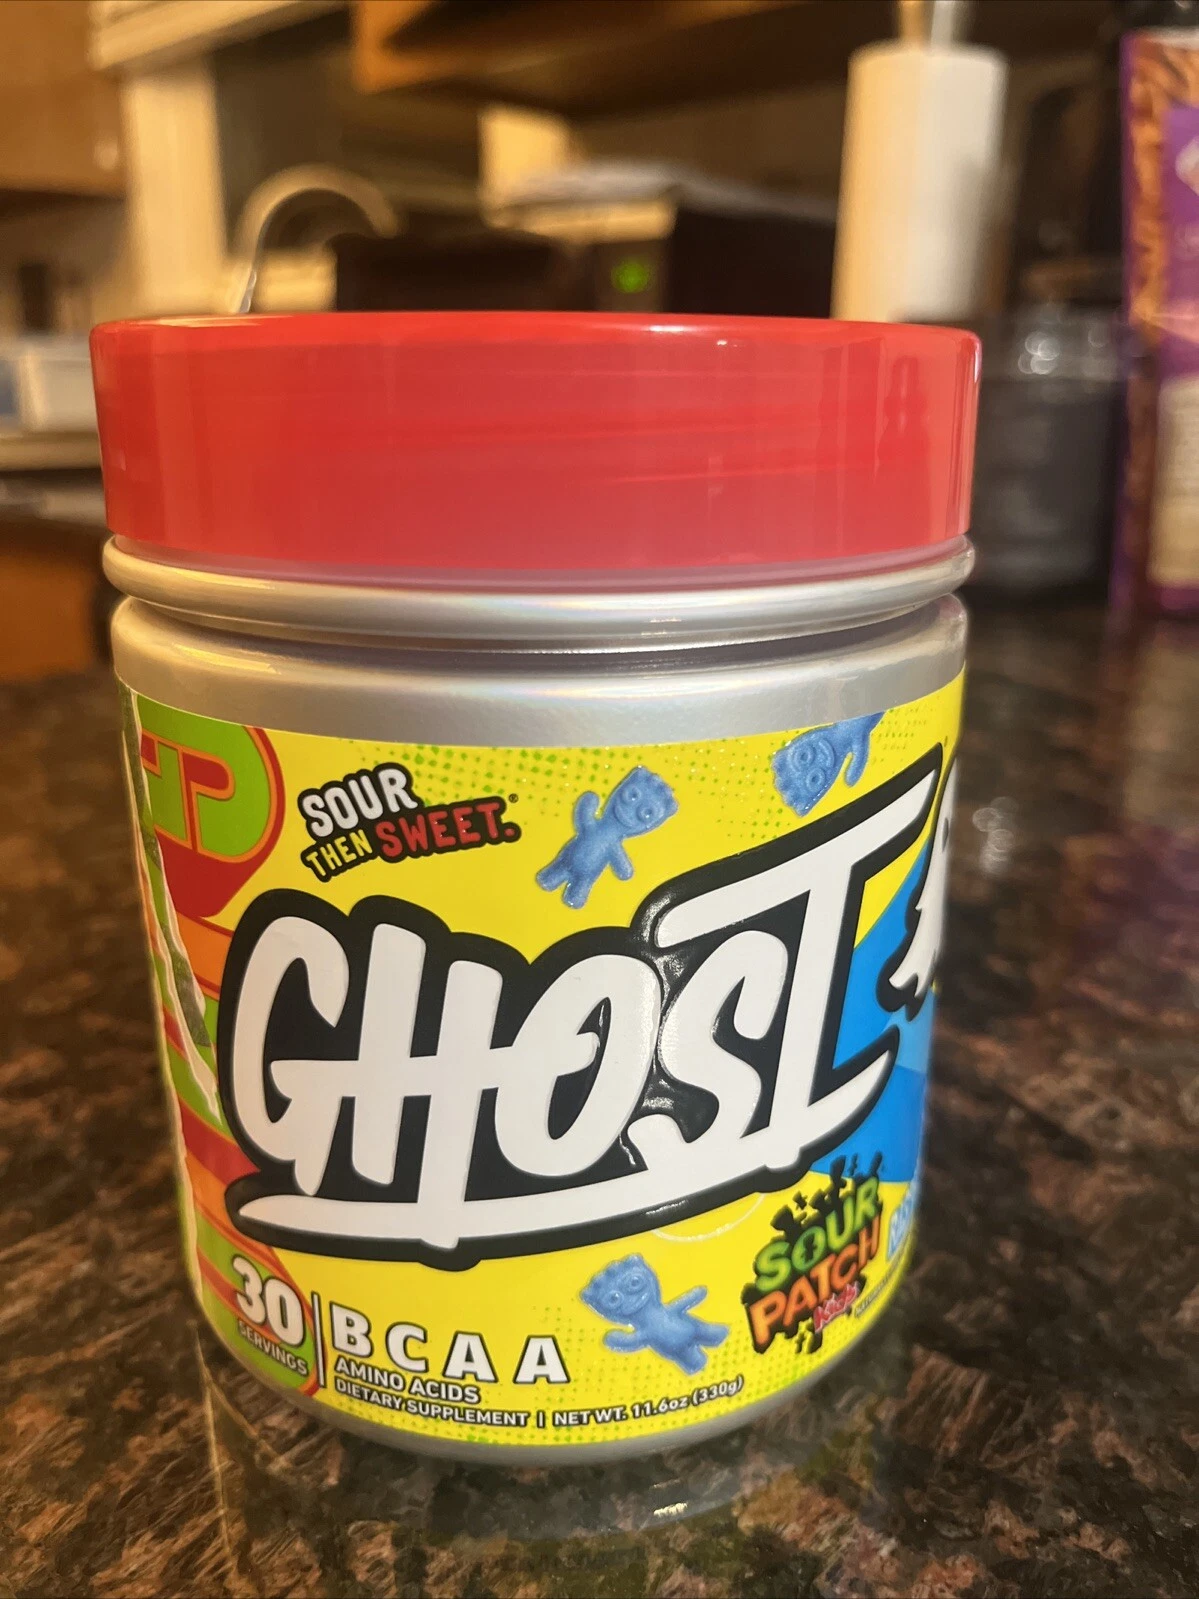 SOUR
THEN SWEET.®
GHOST
SOUR
PATCH
Kids
30
SERVINGS
BCAA
AMINO ACIDS
DIETARY SUPPLEMENT | NET WT. 11.6oz (330g)